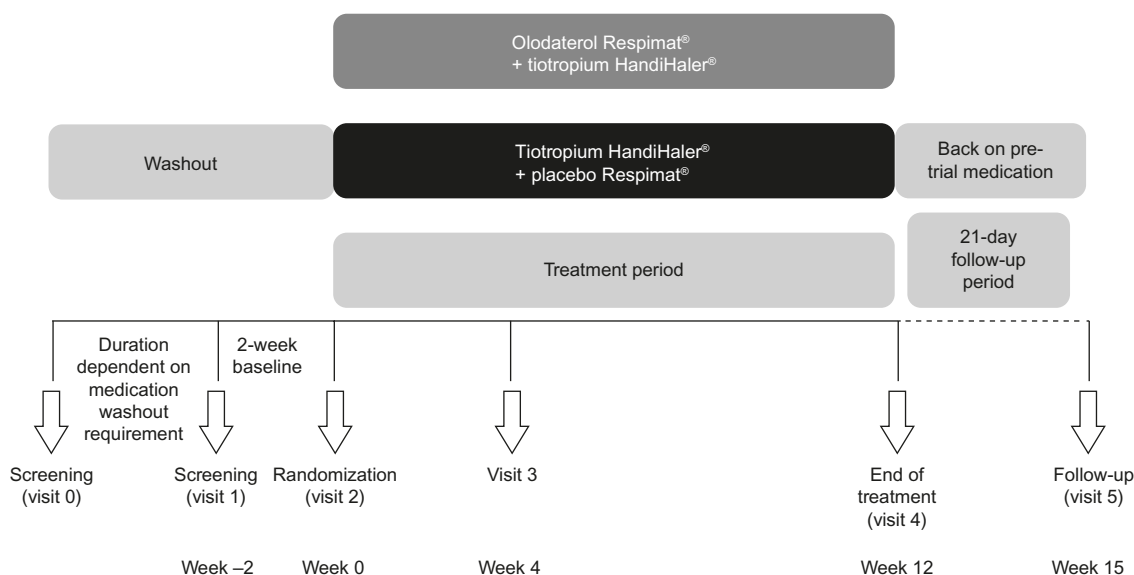 Olodaterol Respimat®
+ tiotropium HandiHaler®
Washout
Tiotropium HandiHaler®
+ placebo Respimat®
Back on pre-
trial medication
Treatment period
21-day
follow-up
period
Duration
dependent on
medication
washout
requirement
2-week
baseline
Screening
(visit 0)
Screening
(visit 1)
Randomization
(visit 2)
Visit 3
End of
treatment
(visit 4)
Follow-up
(visit 5)
Week –2
Week 0
Week 4
Week 12
Week 15